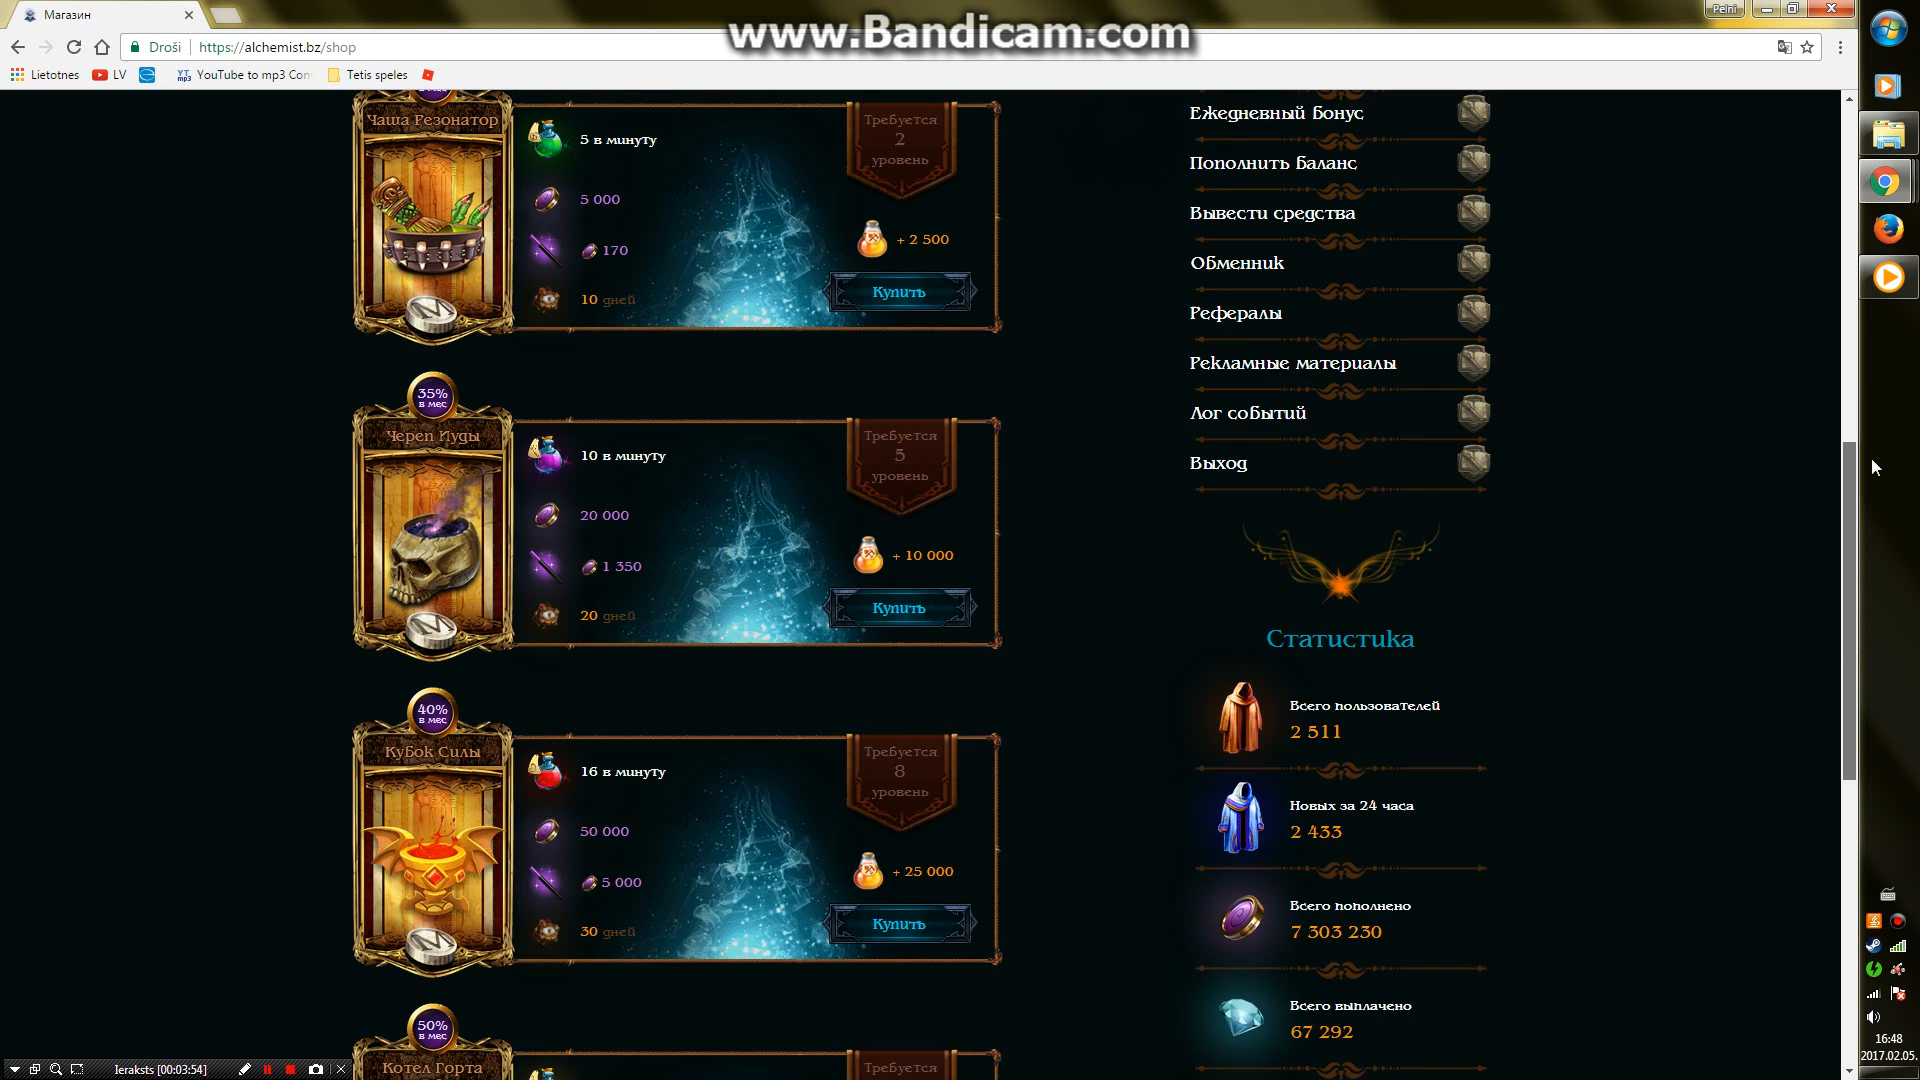 Магазин
Pelni
www.Bandicam.com
Droši
https://alchemist.bz/shop
Lietotnes
LV
YouTube to mp3 Con
Tetis speles
Чаша Резонатор
5 в минуту
5 000
170
10 дней
Требуется
2
уровень
+ 2 500
Купить
35%
в мес
Череп Иуды
10 в минуту
20 000
1 350
20 дней
Требуется
5
уровень
+ 10 000
Купить
40%
в мес
Кубок Силы
16 в минуту
50 000
5 000
30 дней
Требуется
8
уровень
+ 25 000
Купить
50%
в мес
Котел Горта
Требуется
Ежедневный Бонус
Пополнить Баланс
Вывести средства
Обменник
Рефералы
Рекламные материалы
Лог событий
Выход
Статистика
Всего пользователей
2 511
Новых за 24 часа
2 433
Всего пополнено
7 303 230
Всего выплачено
67 292
Ieraksts [00:03:54]
16:48
2017.02.05.